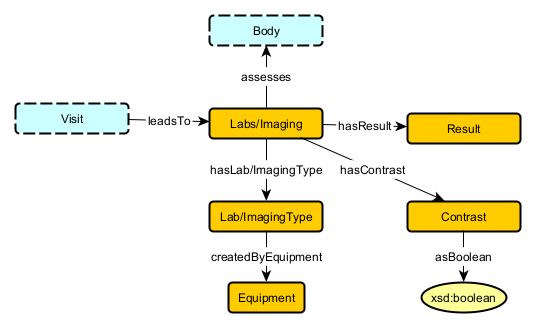 Body
assesses
Visit
leadsTo
Labs/Imaging
hasResult
Result
hasLab/ImagingType
hasContrast
Lab/ImagingType
Contrast
createdByEquipment
asBoolean
Equipment
xsd:boolean